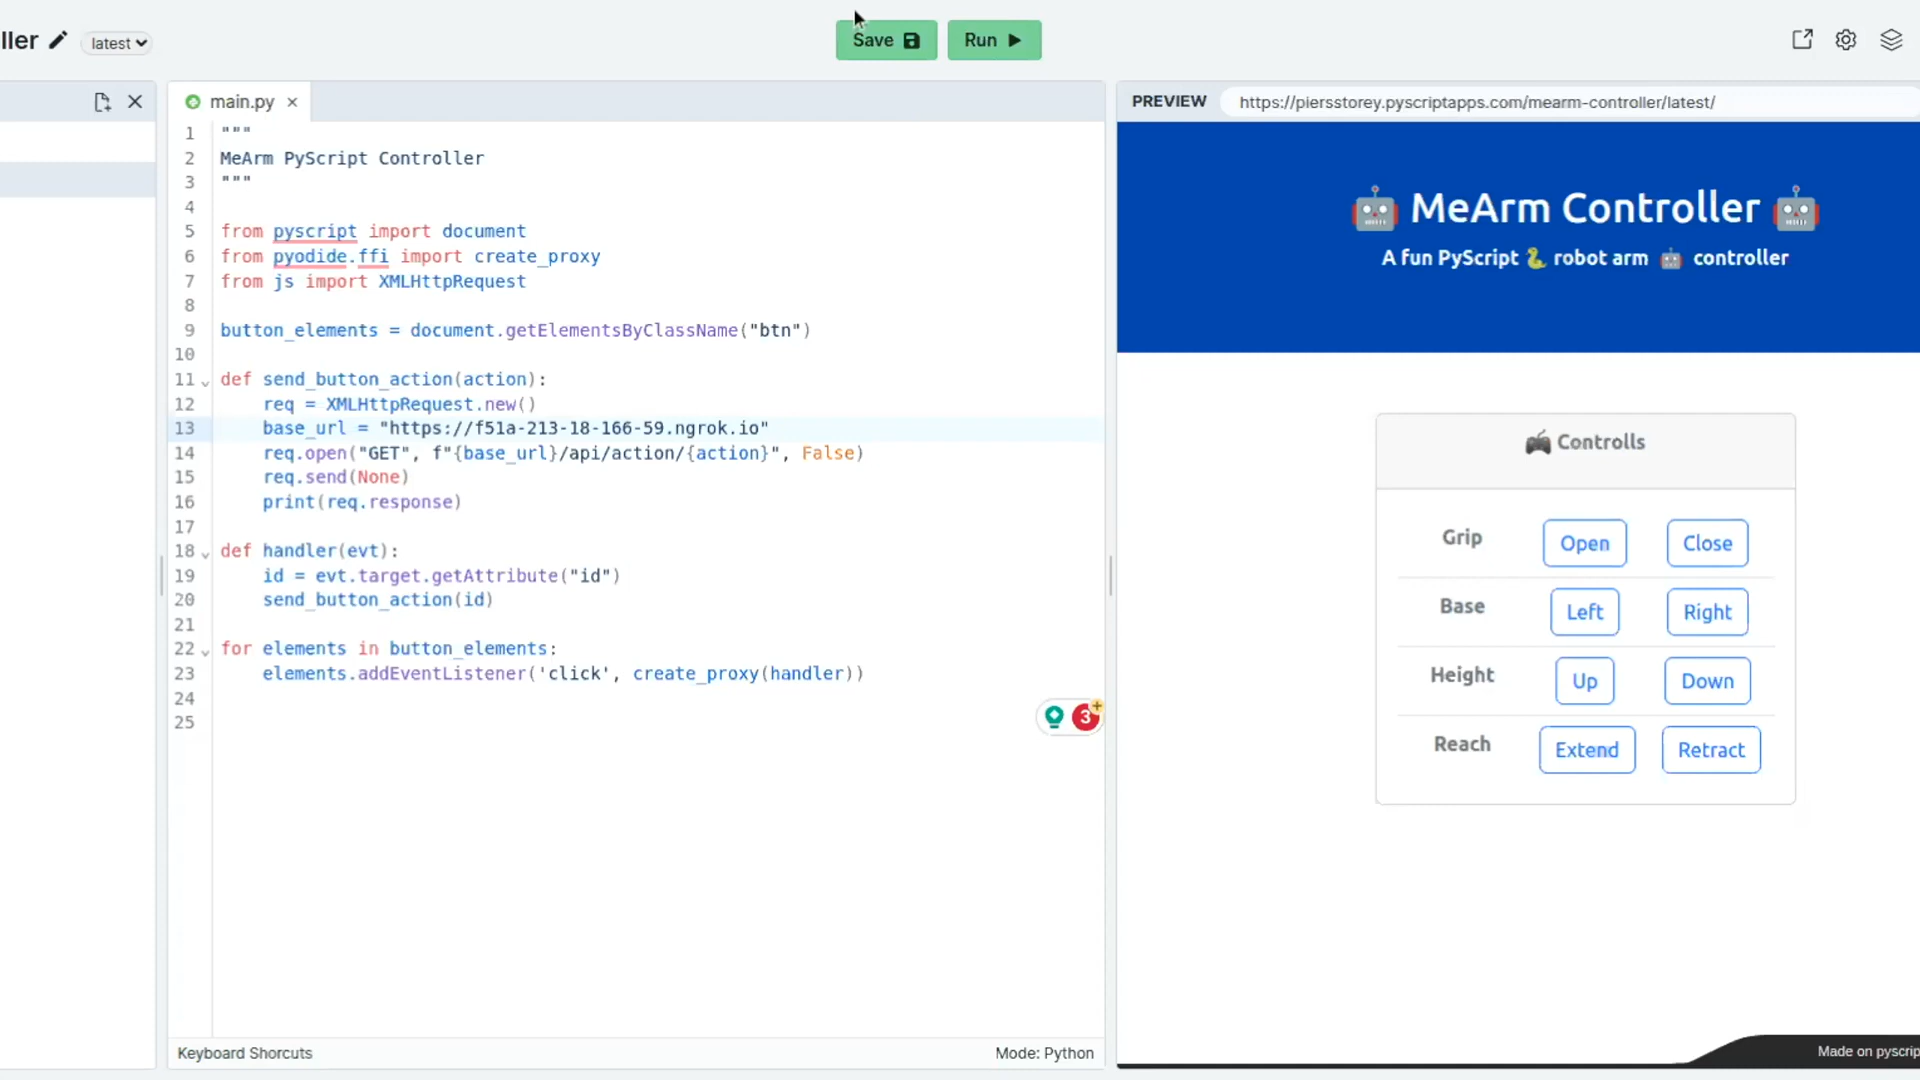 ller
latest
Save
Run
main.py
PREVIEW
https://piersstorey.pyscriptapps.com/mearm-controller/latest/
1 """
2 MeArm PyScript Controller
3 """
4
5 from pyscript import document
6 from pyodide.ffi import create_proxy
7 from js import XMLHttpRequest
8
9 button_elements = document.getElementsByClassName("btn")
10
11 def send_button_action(action):
12 req = XMLHttpRequest.new()
13 base_url = "https://f51a-213-18-166-59.ngrok.io"
14 req.open("GET", f"{base_url}/api/action/{action}", False)
15 req.send(None)
16 print(req.response)
17
18 def handler(evt):
19 id = evt.target.getAttribute("id")
20 send_button_action(id)
21
22 for elements in button_elements:
23 elements.addEventListener('click', create_proxy(handler))
24
25
3
Keyboard Shorcuts
Mode: Python
MeArm Controller
A fun PyScript 🐍 robot arm 🤖 controller
Controlls
Grip Open Close
Base Left Right
Height Up Down
Reach Extend Retract
Made on pyscrip